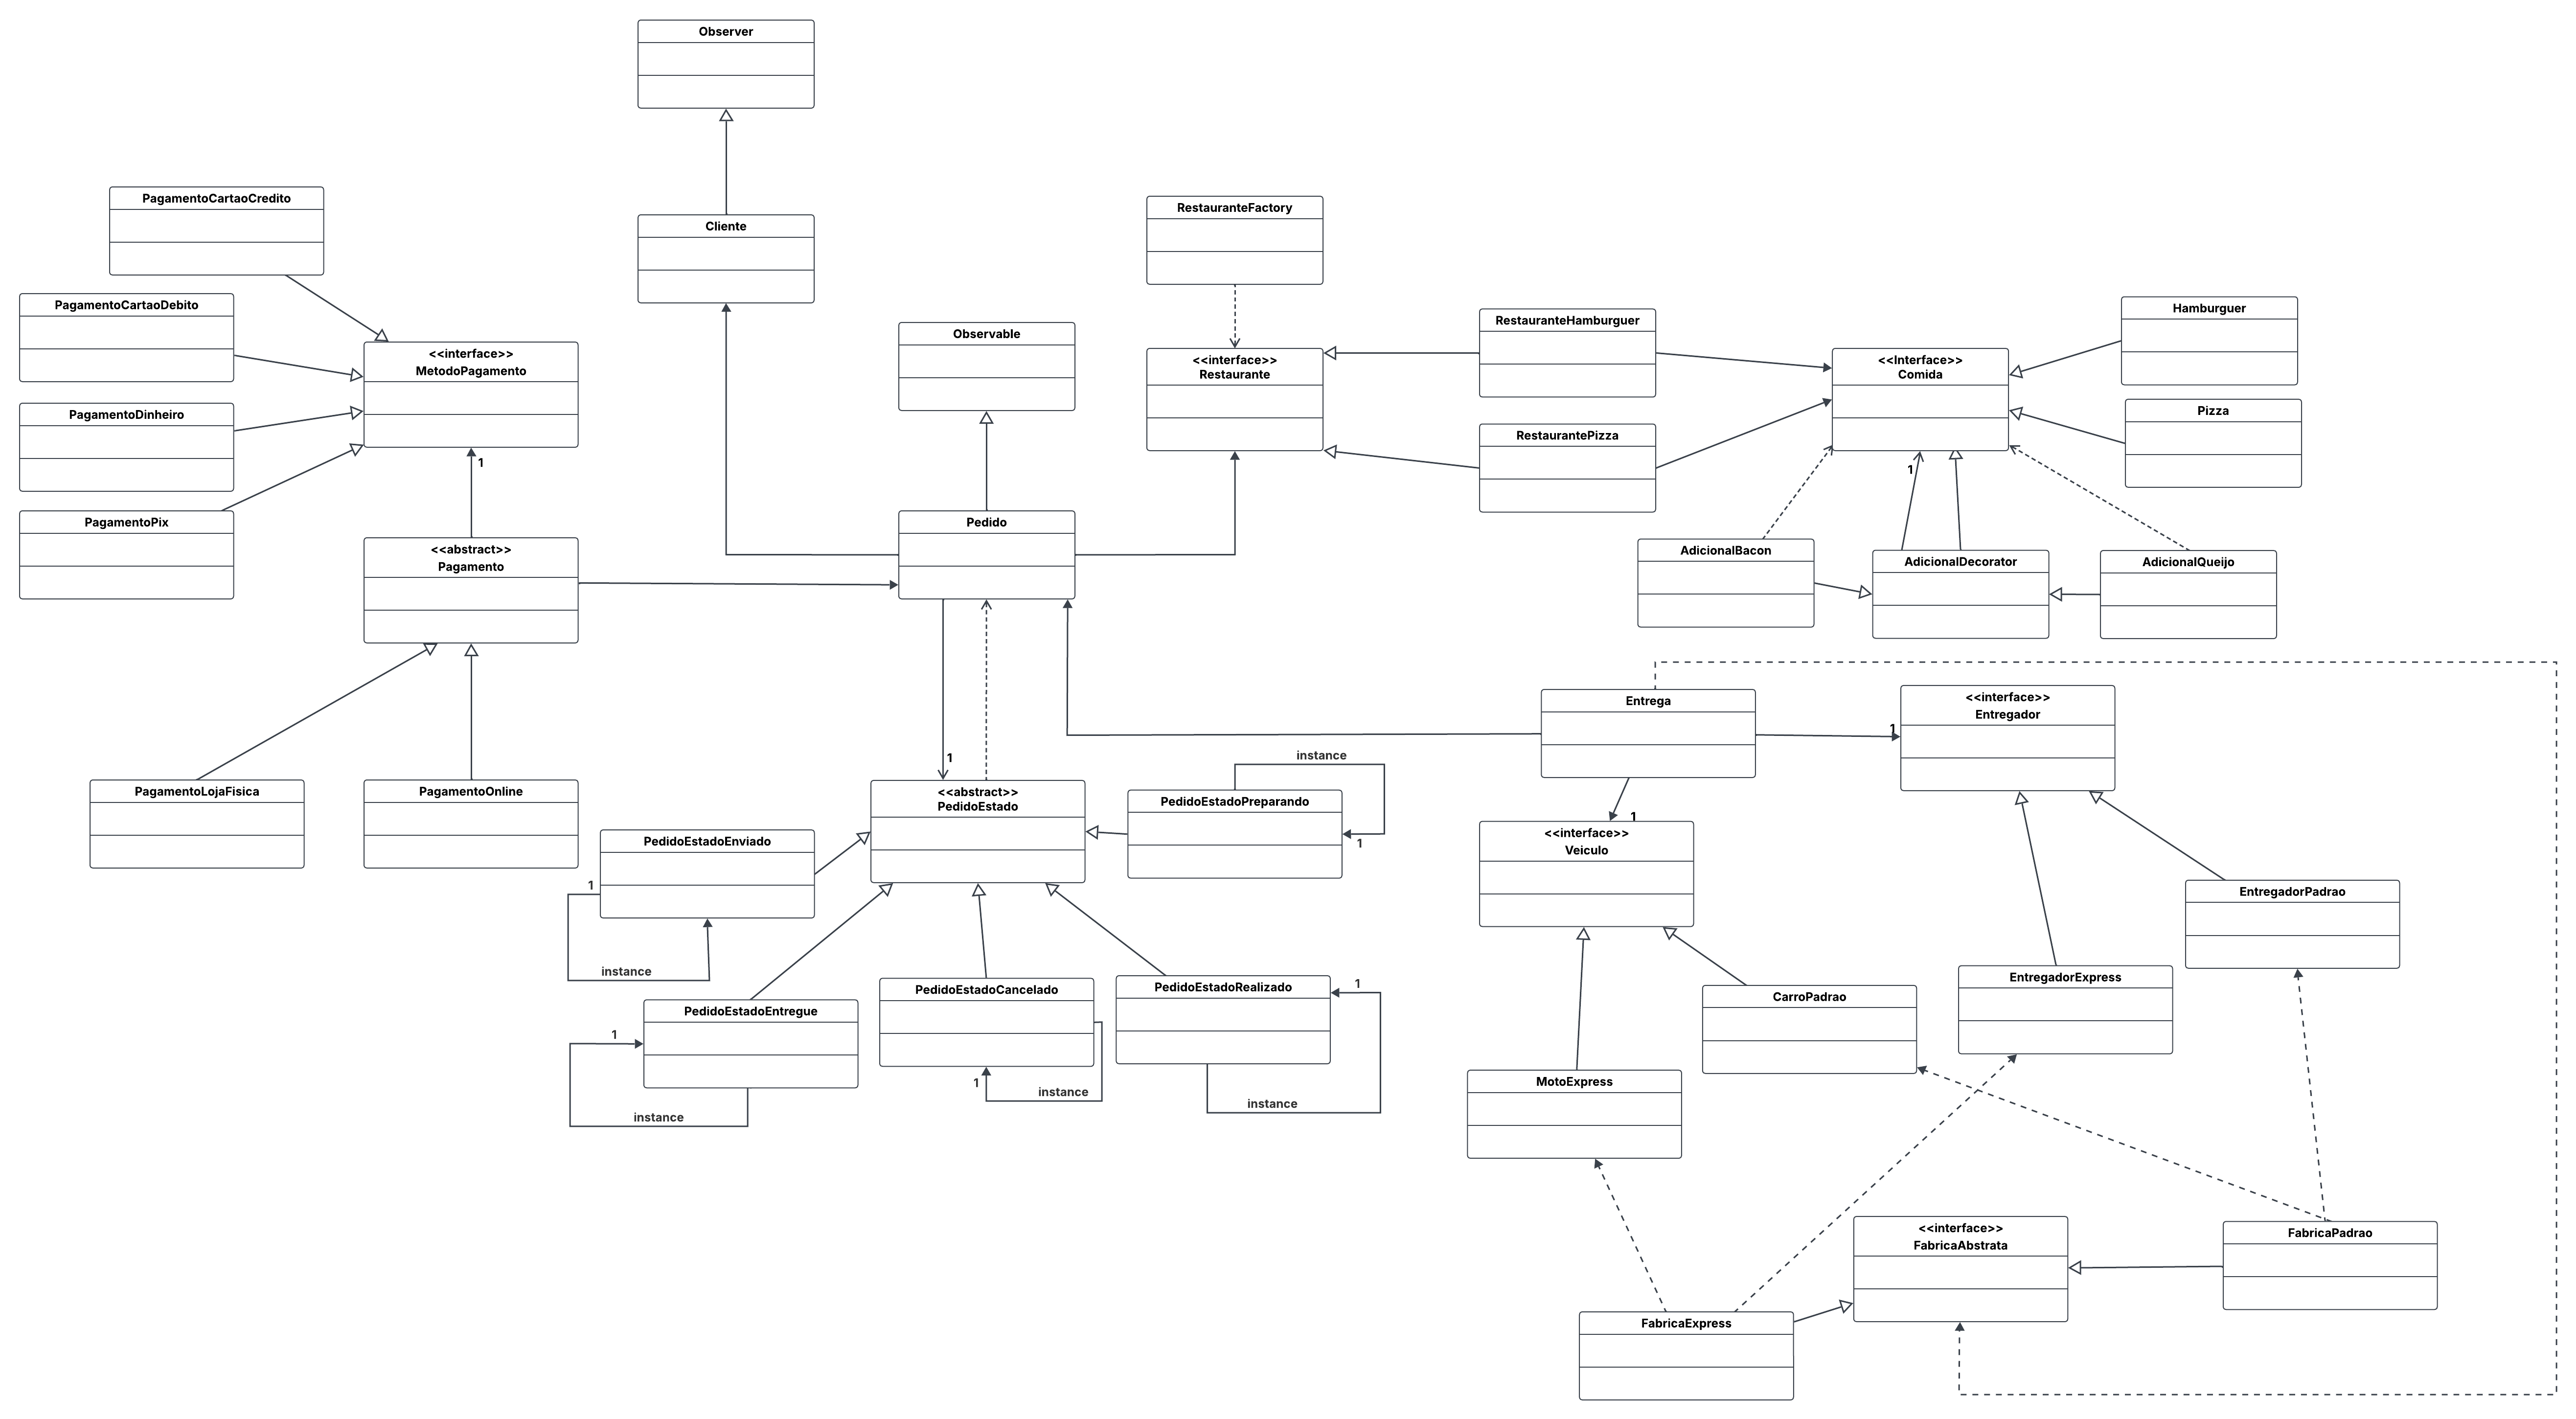 Observer
PagamentoCartaoCredito
Cliente
RestauranteFactory
PagamentoCartaoDebito
Observable
RestauranteHamburguer
Hamburguer
<<interface>>
MetodoPagamento
<<interface>>
Restaurante
<<Interface>>
Comida
PagamentoDinheiro
Pizza
RestaurantePizza
1
1
PagamentoPix
Pedido
<<abstract>>
Pagamento
AdicionalBacon
AdicionalDecorator
AdicionalQueijo
Entrega
<<interface>>
Entregador
1
instance
1
PagamentoLojaFisica
PagamentoOnline
<<abstract>>
PedidoEstado
PedidoEstadoPreparando
1
1
<<interface>>
Veiculo
PedidoEstadoEnviado
1
EntregadorPadrao
instance
PedidoEstadoCancelado
PedidoEstadoRealizado
1
EntregadorExpress
CarroPadrao
PedidoEstadoEntregue
1
1
instance
instance
instance
MotoExpress
<<interface>>
FabricaAbstrata
FabricaPadrao
FabricaExpress